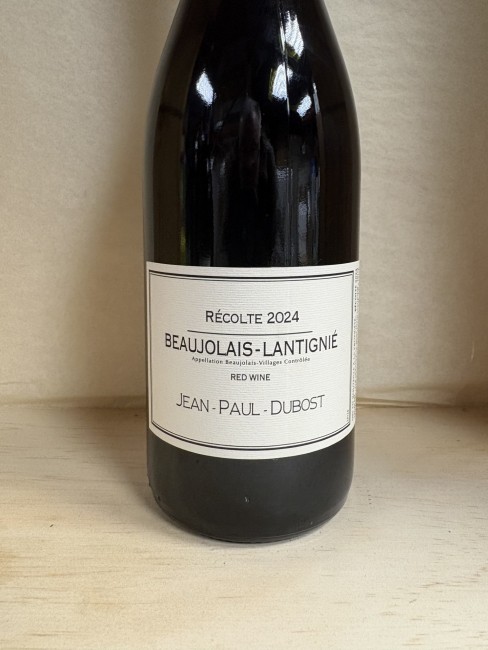 RÉCOLTE 2024
BEAUJOLAIS-LANTIGNIÉ
Appellation Beaujolais-Villages Contrôlée
RED WINE
JEAN-PAUL-DUBOST